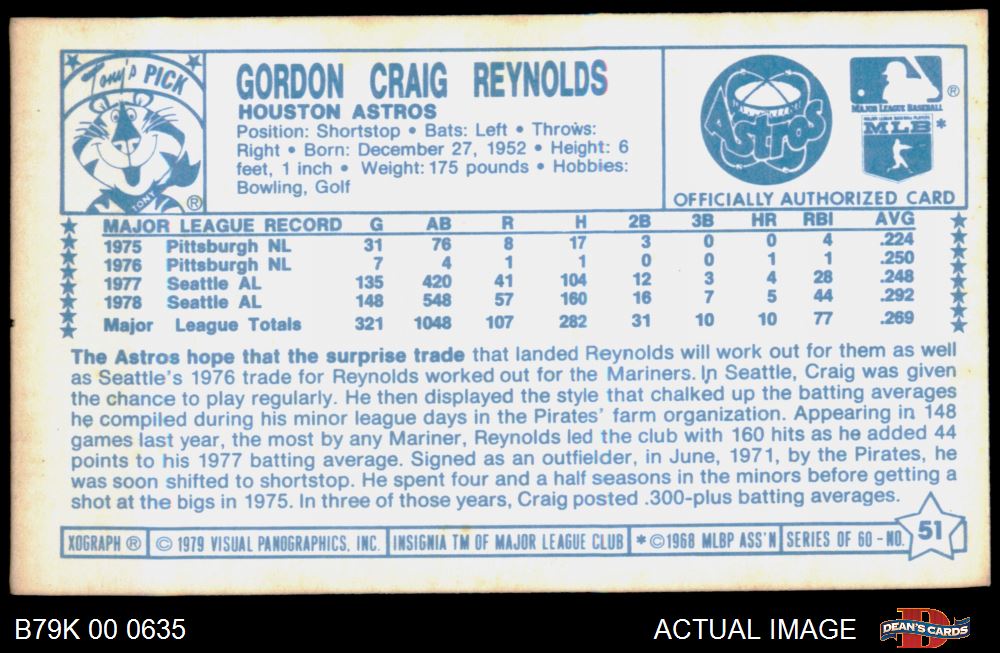 Tony's PICK
TONY ®
GORDON CRAIG REYNOLDS
HOUSTON ASTROS
Position: Shortstop • Bats: Left • Throws:
Right • Born: December 27, 1952 • Height: 6
feet, 1 inch • Weight: 175 pounds • Hobbies:
Bowling, Golf
Astros
MAJOR LEAGUE BASEBALL ®
MAJOR LEAGUE BASEBALL PLAYERS
MLB *
OFFICIALLY AUTHORIZED CARD
MAJOR LEAGUE RECORD G AB R H 2B 3B HR RBI AVG
1975 Pittsburgh NL 31 76 8 17 3 0 0 4 .224
1976 Pittsburgh NL 7 4 1 1 0 0 1 1 .250
1977 Seattle AL 135 420 41 104 12 3 4 28 .248
1978 Seattle AL 148 548 57 160 16 7 5 44 .292
Major League Totals 321 1048 107 282 31 10 10 77 .269
The Astros hope that the surprise trade that landed Reynolds will work out for them as well
as Seattle's 1976 trade for Reynolds worked out for the Mariners. In Seattle, Craig was given
the chance to play regularly. He then displayed the style that chalked up the batting averages
he compiled during his minor league days in the Pirates' farm organization. Appearing in 148
games last year, the most by any Mariner, Reynolds led the club with 160 hits as he added 44
points to his 1977 batting average. Signed as an outfielder, in June, 1971, by the Pirates, he
was soon shifted to shortstop. He spent four and a half seasons in the minors before getting a
shot at the bigs in 1975. In three of those years, Craig posted .300-plus batting averages.
XOGRAPH ® © 1979 VISUAL PANOGRAPHICS, INC. INSIGNIA TM OF MAJOR LEAGUE CLUB * © 1968 MLBP ASS'N SERIES OF 60 - NO. 51
B79K 00 0635
ACTUAL IMAGE
DEAN'S CARDS